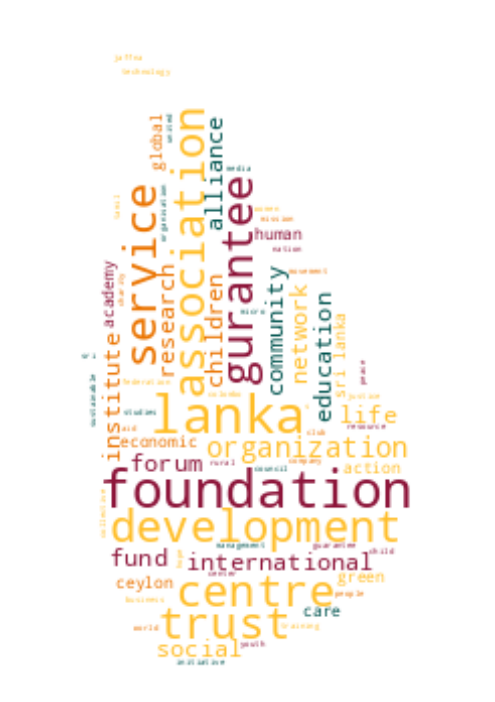 jaffna
technology
global
united
association
alliance
media
service
organisation
tamil
gurantee
women
mission
human
nation
research
children
academy
charity
community
movement
network
education
micro
sri lanka
institute
sri
federation
colombo
peace
justice
lanka
life
studies
aid
resource
club
economic
organization
forum
rural
council
company
action
foundation
collective
development
management
guarantee
child
fund
international
hope
center
ceylon
green
centre
people
business
care
trust
world
training
social
youth
initiative